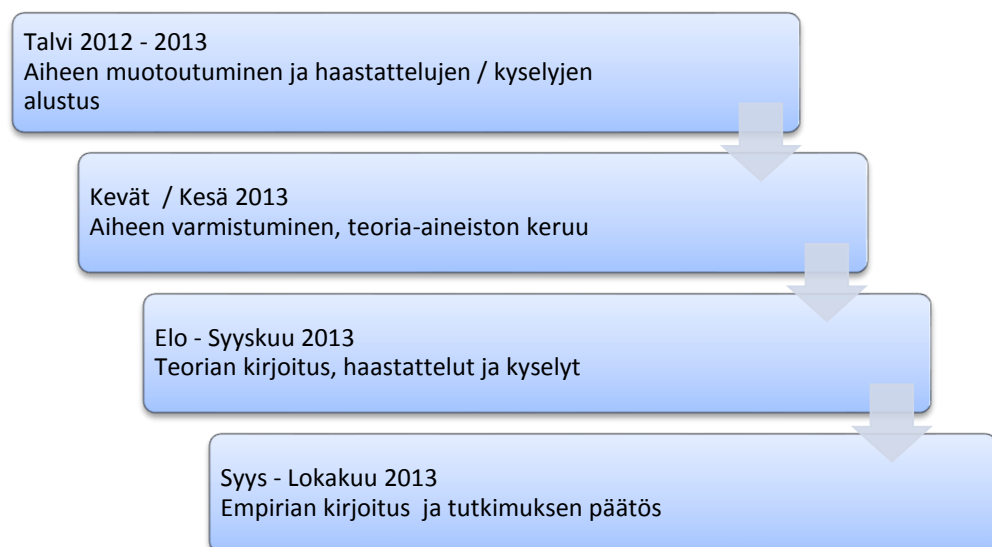 Talvi 2012 - 2013
Aiheen muotoutuminen ja haastattelujen / kyselyjen
alustus
Kevät / Kesä 2013
Aiheen varmistuminen, teoria-aineiston keruu
Elo - Syyskuu 2013
Teorian kirjoitus, haastattelut ja kyselyt
Syys - Lokakuu 2013
Empirian kirjoitus ja tutkimuksen päätös